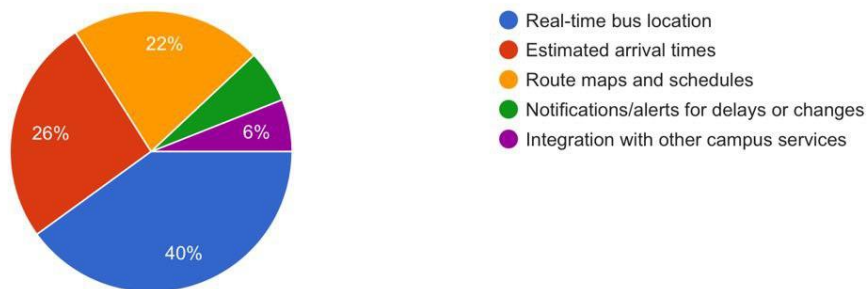 22%
26%
6%
40%
Real-time bus location
Estimated arrival times
Route maps and schedules
Notifications/alerts for delays or changes
Integration with other campus services